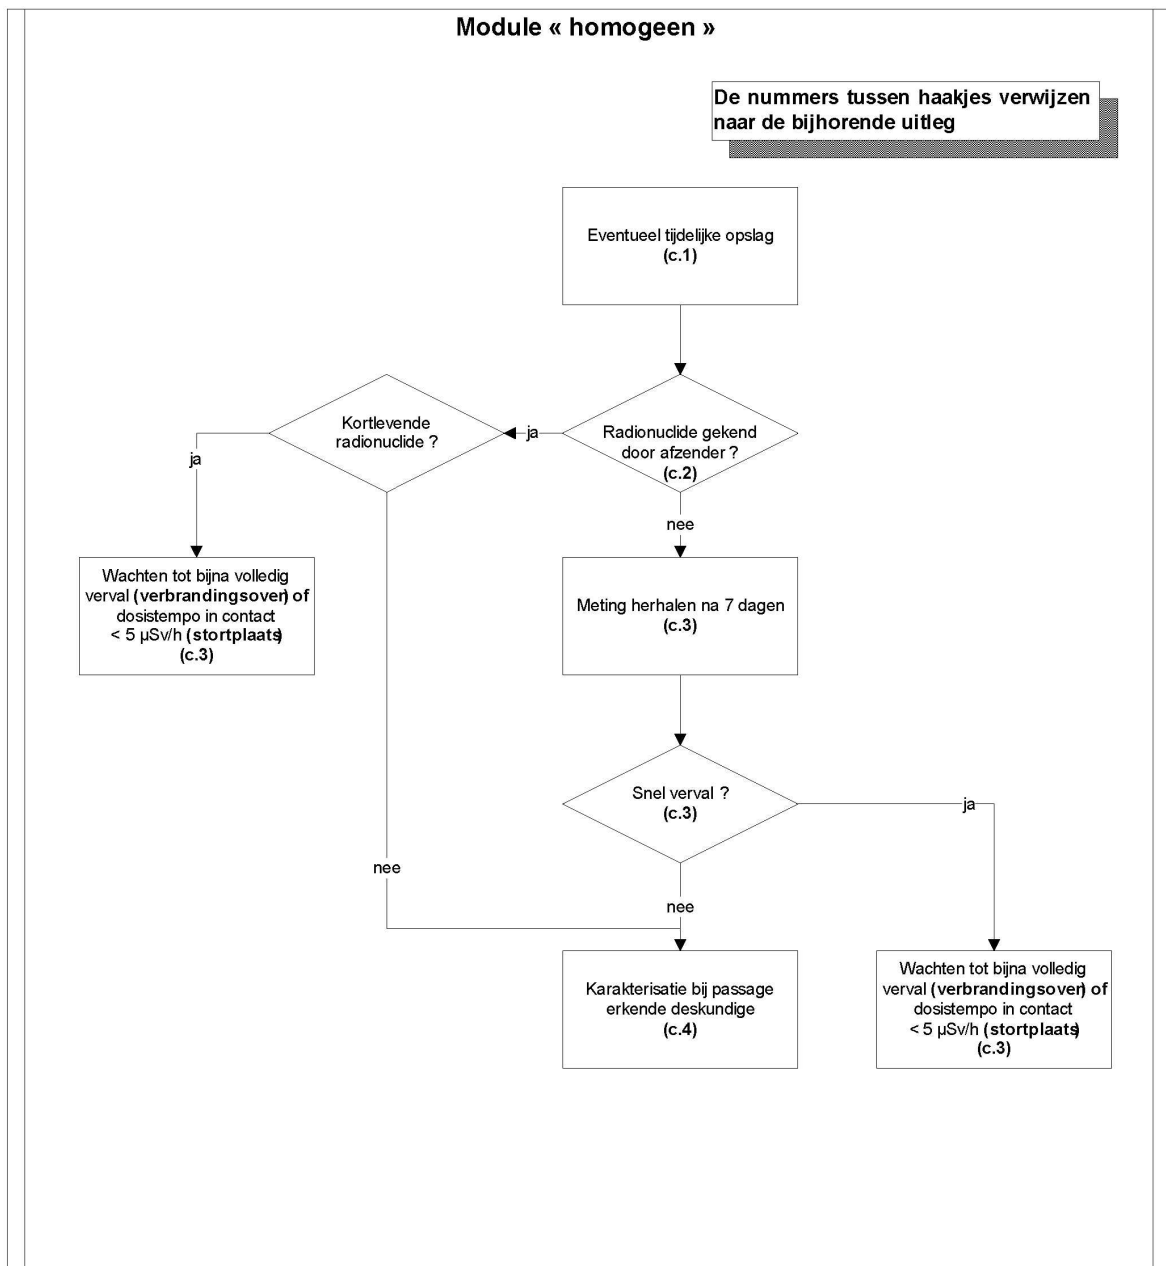 Module « homogeen »
De nummers tussen haakjes verwijzen
naar de bijhorende uitleg
Eventueel tijdelijke opslag
(c.1)
Kortlevende
radionuclide ?
ja
Radionuclide gekend
door afzender ?
(c.2)
ja
nee
Wachten tot bijna volledig
verval (verbrandingsoven) of
dosistempo in contact
< 5 µSv/h (stortplaats)
(c.3)
Meting herhalen na 7 dagen
(c.3)
Snel verval ?
(c.3)
ja
nee
nee
Karakterisatie bij passage
erkende deskundige
(c.4)
Wachten tot bijna volledig
verval (verbrandingsoven) of
dosistempo in contact
< 5 µSv/h (stortplaats)
(c.3)